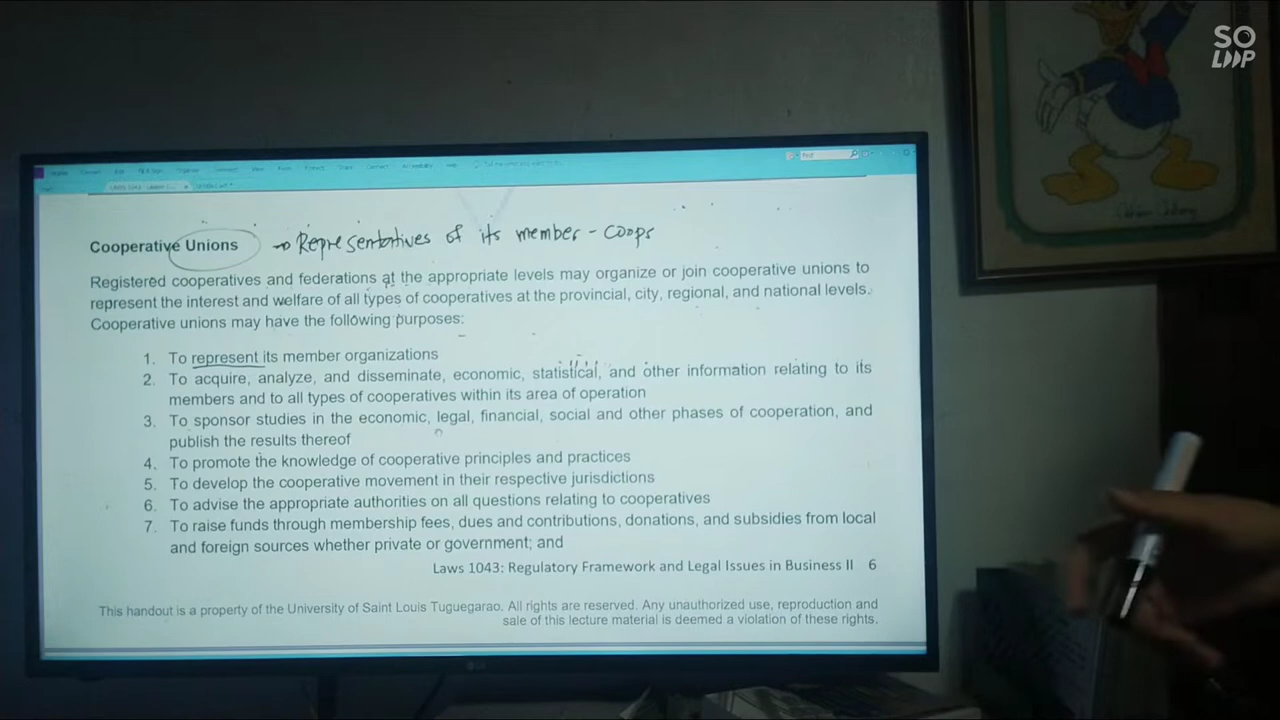 SO
LOOP
Find
Cooperative Unions → Representatives of its member - coops
Registered cooperatives and federations at the appropriate levels may organize or join cooperative unions to
represent the interest and welfare of all types of cooperatives at the provincial, city, regional, and national levels.
Cooperative unions may have the following purposes:
1. To represent its member organizations
2. To acquire, analyze, and disseminate, economic, statistical, and other information relating to its
members and to all types of cooperatives within its area of operation
3. To sponsor studies in the economic, legal, financial, social and other phases of cooperation, and
publish the results thereof
4. To promote the knowledge of cooperative principles and practices
5. To develop the cooperative movement in their respective jurisdictions
6. To advise the appropriate authorities on all questions relating to cooperatives
7. To raise funds through membership fees, dues and contributions, donations, and subsidies from local
and foreign sources whether private or government; and
Laws 1043: Regulatory Framework and Legal Issues in Business II 6
This handout is a property of the University of Saint Louis Tuguegarao. All rights are reserved. Any unauthorized use, reproduction and
sale of this lecture material is deemed a violation of these rights.
LG